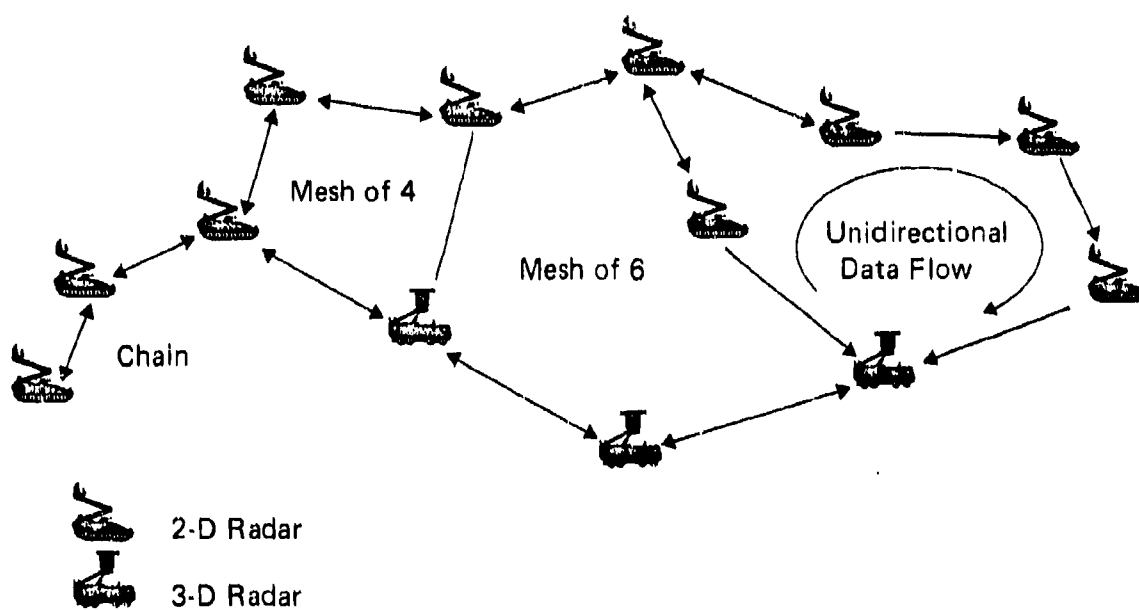 Mesh of 4
Mesh of 6
Unidirectional
Data Flow
Chain
2-D Radar
3-D Radar